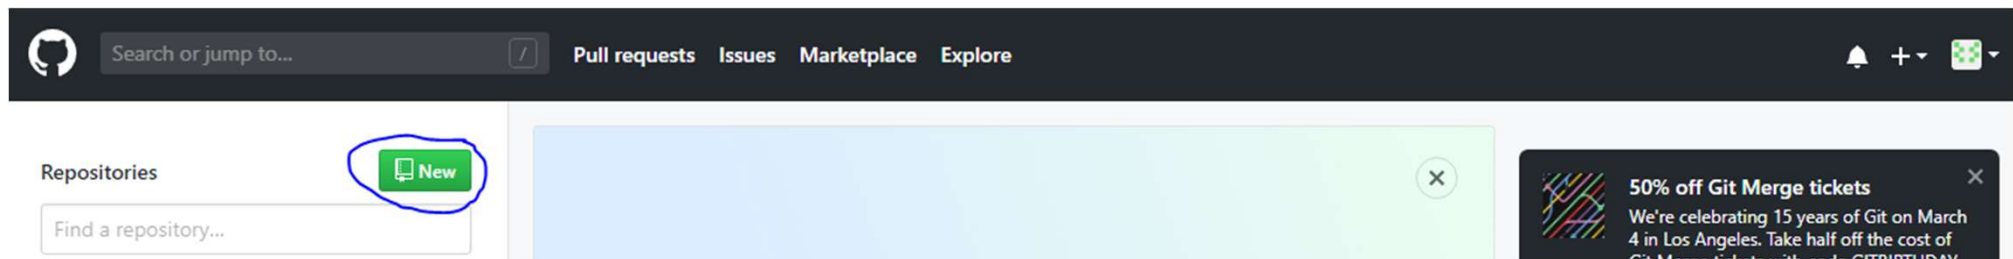 Search or jump to... /
Pull requests Issues Marketplace Explore
Repositories
New
Find a repository...
50% off Git Merge tickets
We're celebrating 15 years of Git on March
4 in Los Angeles. Take half off the cost of